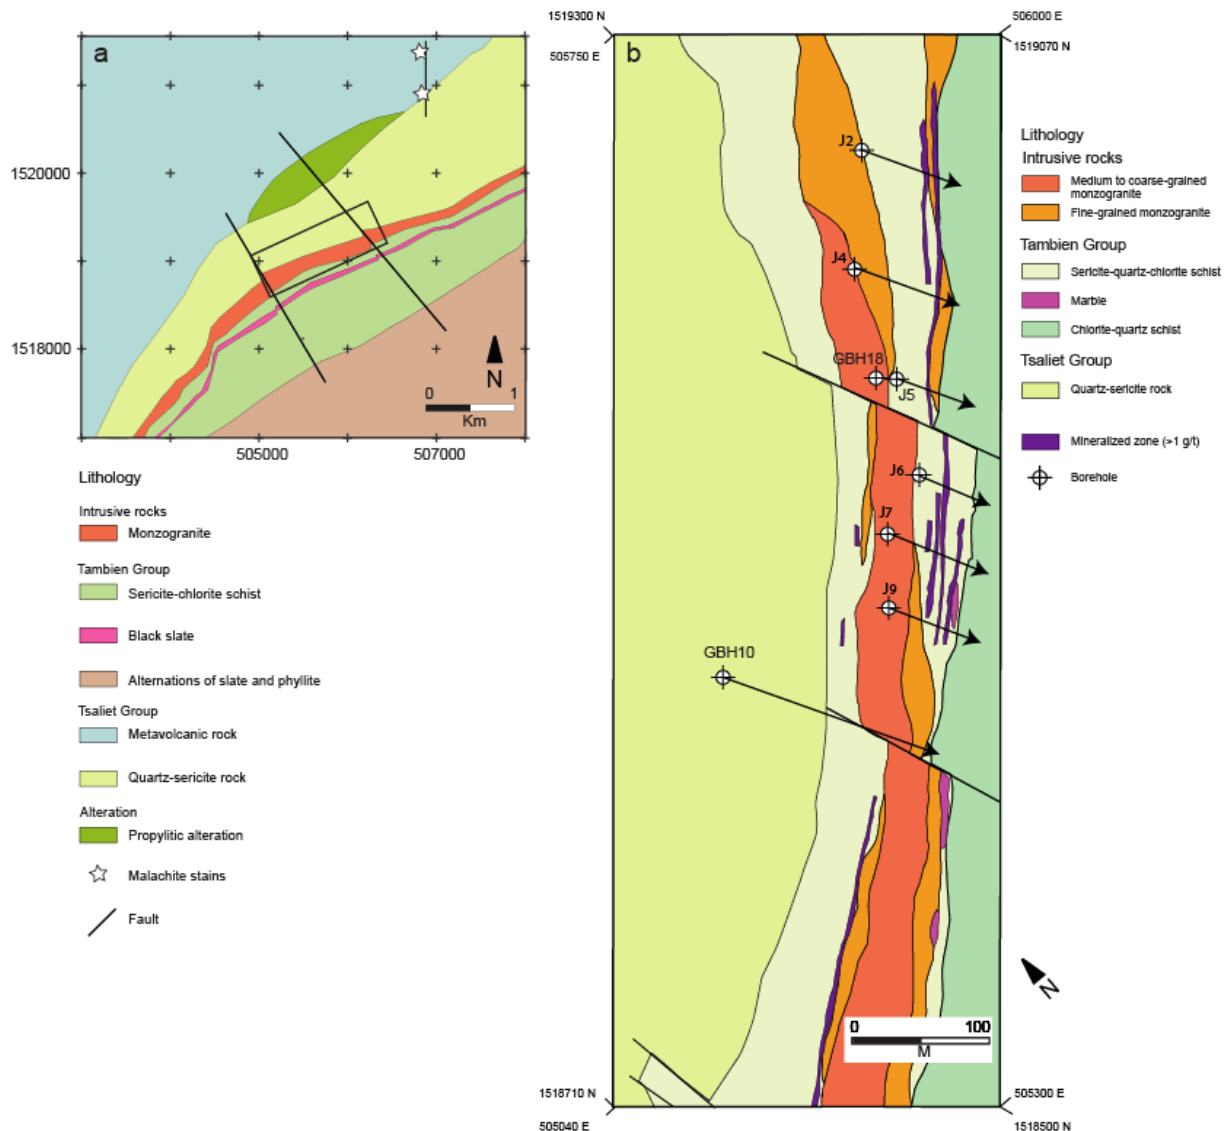 a
1520000
1518000
505000
507000
N
0 1
Km
Lithology
Intrusive rocks
Monzogranite
Tambien Group
Sericite-chlorite schist
Black slate
Alternations of slate and phyllite
Tsaliet Group
Metavolcanic rock
Quartz-sericite rock
Alteration
Propylitic alteration
Malachite stains
Fault
1519300 N
505750 E
506000 E
1519070 N
b
J2
J4
GBH18
J5
J6
J7
J9
GBH10
0 100
M
1518710 N
505040 E
505300 E
1518500 N
Lithology
Intrusive rocks
Medium to coarse-grained
monzogranite
Fine-grained monzogranite
Tambien Group
Sericite-quartz-chlorite schist
Marble
Chlorite-quartz schist
Tsaliet Group
Quartz-sericite rock
Mineralized zone (>1 g/t)
Borehole
N